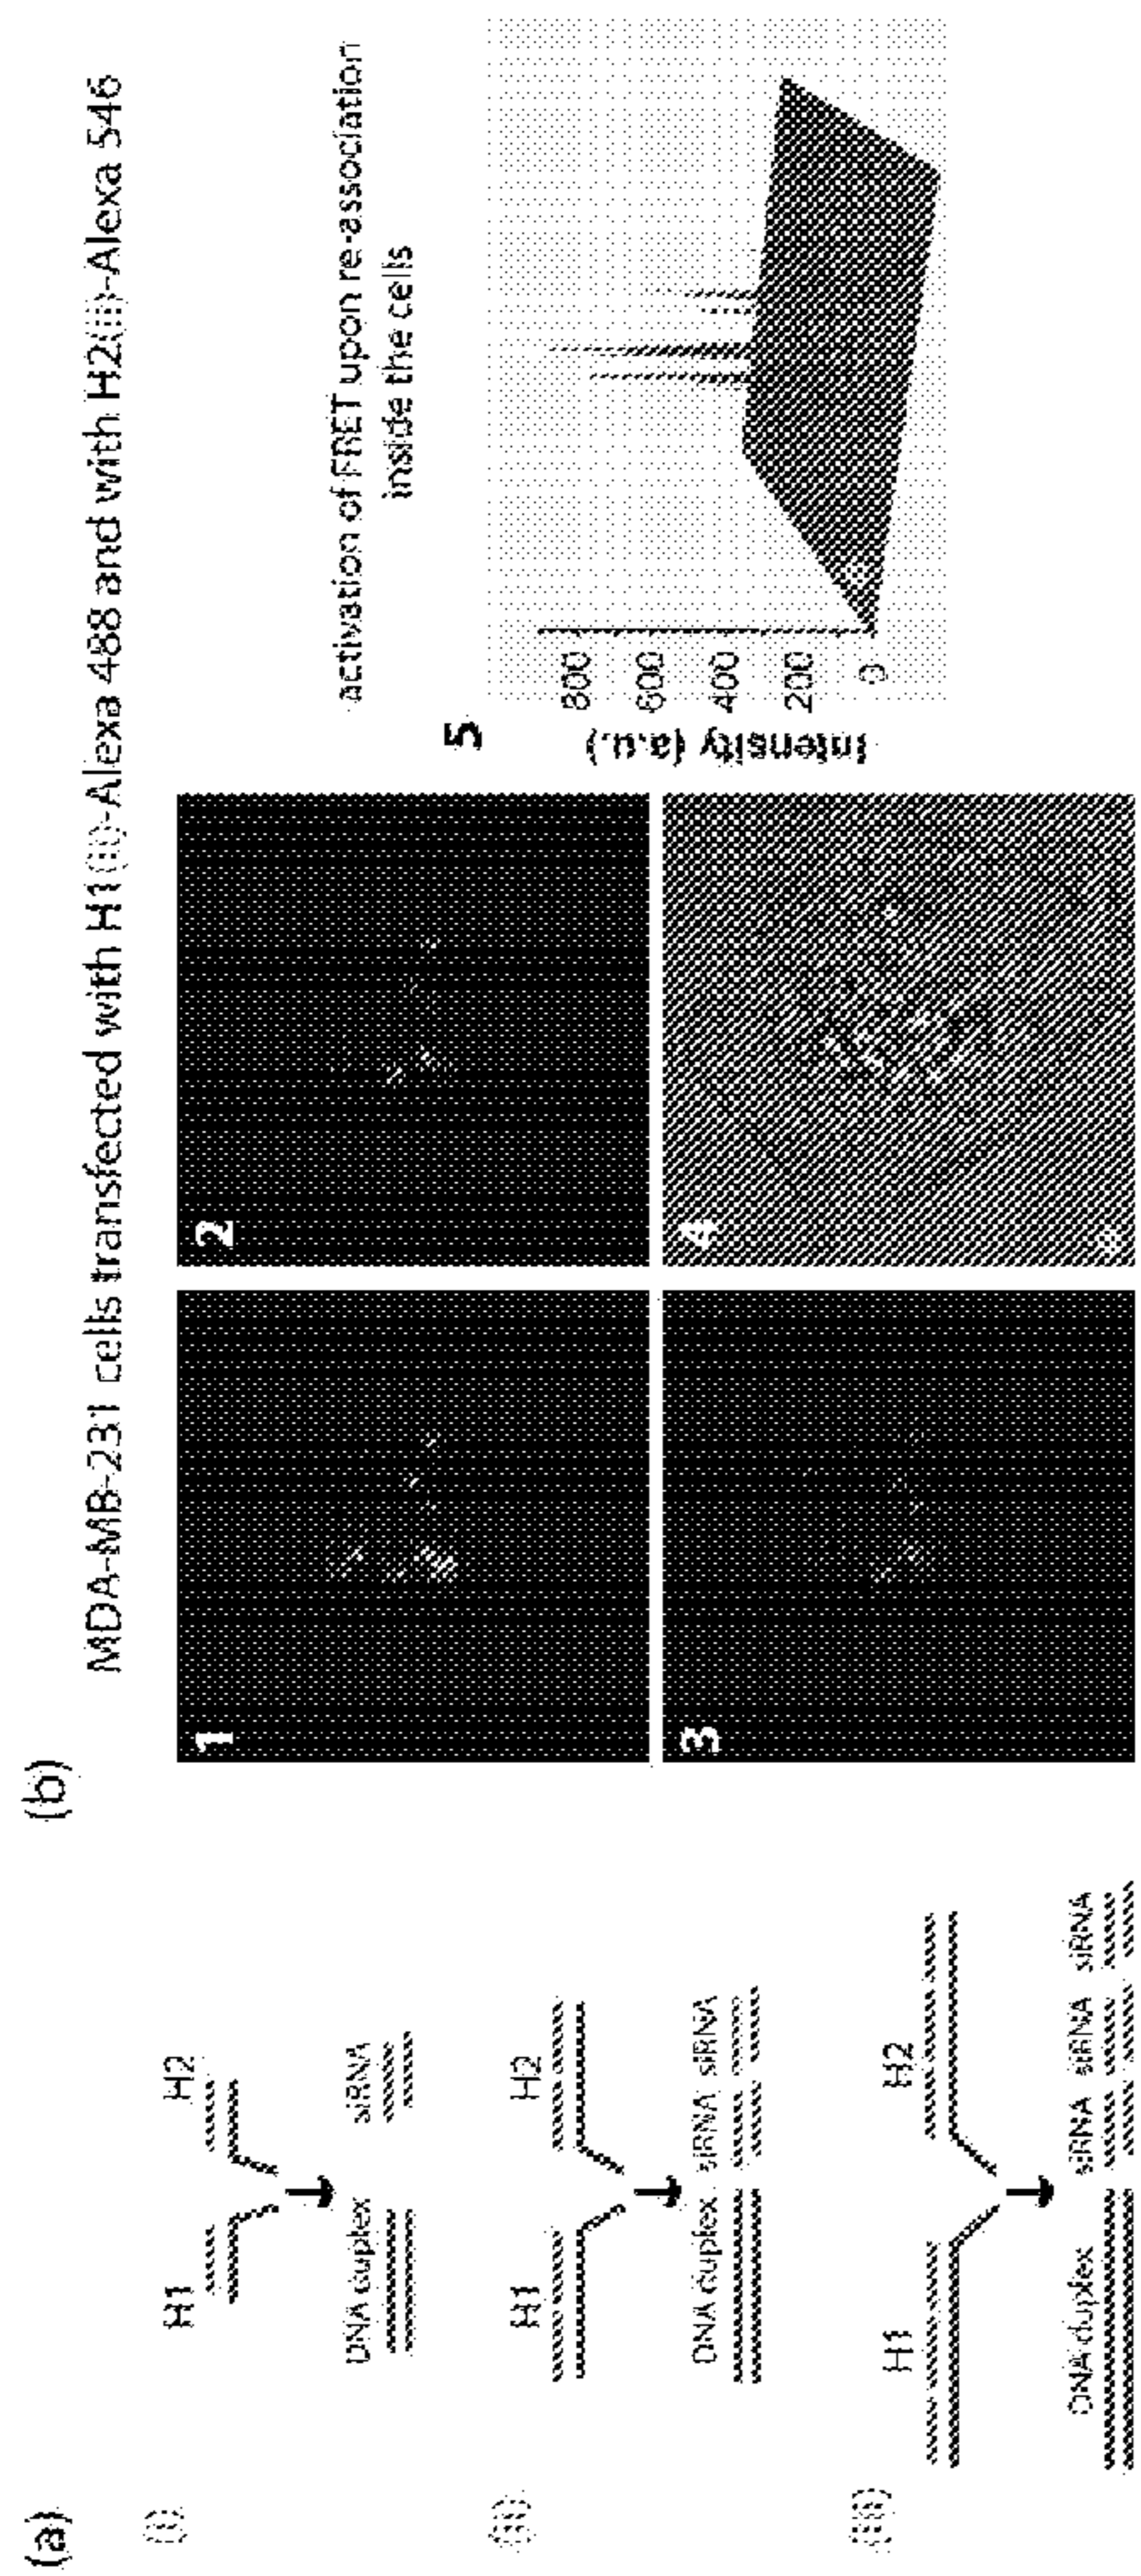 (a)
(i)
H1 H2
DNA duplex siRNA
(ii)
H1 H2
DNA duplex siRNA siRNA
(iii)
H1 H2
DNA duplex siRNA siRNA siRNA
(b)
MDA-MB-231 cells transfected with H1(ii)-Alexa 488 and with H2(ii)-Alexa 546
1
2
3
4
5
activation of FRET upon re-association
inside the cells
Intensity (a.u.)
800
600
400
200
0